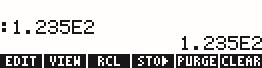 :1.235E2
1.235E2
EDIT VIEW RCL STO▶ PURGE CLEAR